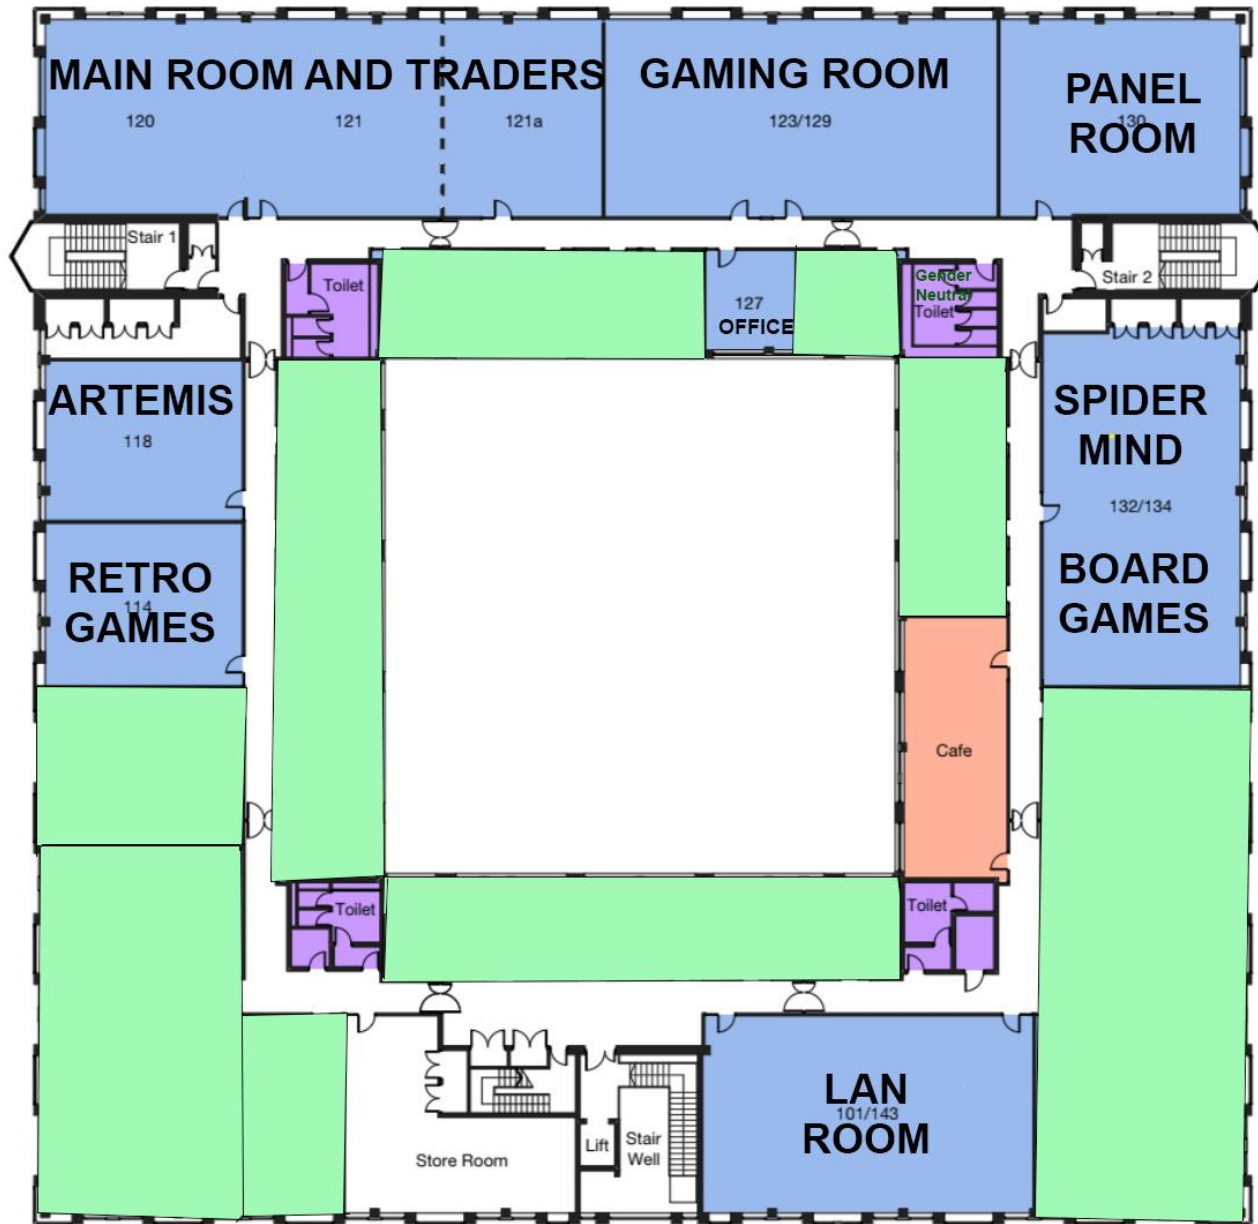 MAIN ROOM AND TRADERS
120
121
121a
GAMING ROOM
123/129
PANEL
ROOM
130
Stair 1
Stair 2
Toilet
127
OFFICE
Gender
Neutral
Toilet
ARTEMIS
118
SPIDER
MIND
132/134
BOARD
GAMES
RETRO
GAMES
114
Cafe
Toilet
Toilet
LAN
ROOM
101/143
Store Room
Lift
Stair
Well